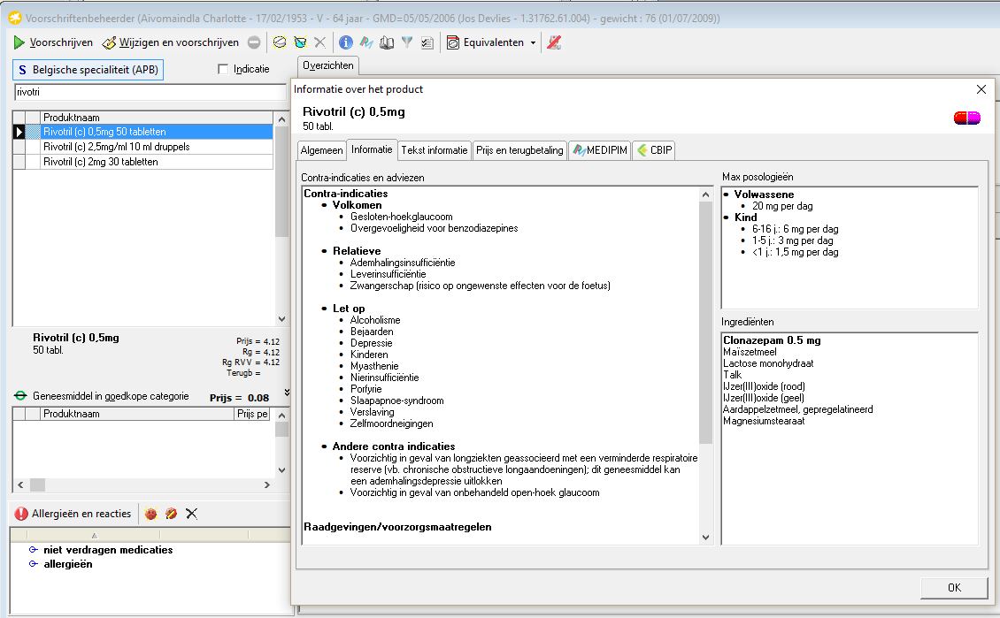 Voorschriftenbeheerder (Aivomaindla Charlotte - 17/02/1953 - V - 64 jaar - GMD=05/05/2006 (Jos Devlies - 1.31762.61.004) - gewicht : 76 (01/07/2009))
Voorschrijven Wijzigen en voorschrijven Equivalenten
S Belgische specialiteit (APB) Indicatie
rivotri
Produktnaam
Rivotril (c) 0,5mg 50 tabletten
Rivotril (c) 2,5mg/ml 10 ml druppels
Rivotril (c) 2mg 30 tabletten
Rivotril (c) 0,5mg
50 tabl.
Prijs = 4.12
Rg = 4.12
Rg RVV = 4.12
Terugb =
Geneesmiddel in goedkope categorie Prijs = 0.08
Produktnaam Prijs pe
Allergieën en reacties
niet verdragen medicaties
allergieën
Overzichten
Informatie over het product
Rivotril (c) 0,5mg
50 tabl.
Algemeen Informatie Tekst informatie Prijs en terugbetaling MEDIPIM CBIP
Contra-indicaties en adviezen
Contra-indicaties
Volkomen
Gesloten-hoekglaucoom
Overgevoeligheid voor benzodiazepines
Relatieve
Ademhalingsinsufficiëntie
Leverinsufficiëntie
Zwangerschap (risico op ongewenste effecten voor de foetus)
Let op
Alcoholisme
Bejaarden
Depressie
Kinderen
Myasthenie
Nierinsufficiëntie
Porfyrie
Slaapapnoe-syndroom
Verslaving
Zelfmoordneigingen
Andere contra indicaties
Voorzichtig in geval van longziekten geassocieerd met een verminderde respiratoire
reserve (vb. chronische obstructieve longaandoeningen); dit geneesmiddel kan
een ademhalingsdepressie uitlokken
Voorzichtig in geval van onbehandeld open-hoek glaucoom
Raadgevingen/voorzorgsmaatregelen
Max posologieën
Volwassene
20 mg per dag
Kind
6-16 j.: 6 mg per dag
1-5 j.: 3 mg per dag
<1 j.: 1,5 mg per dag
Ingrediënten
Clonazepam 0.5 mg
Maïszetmeel
Lactose monohydraat
Talk
IJzer(III)oxide (rood)
IJzer(III)oxide (geel)
Aardappelzetmeel, gepregelatineerd
Magnesiumstearaat
OK